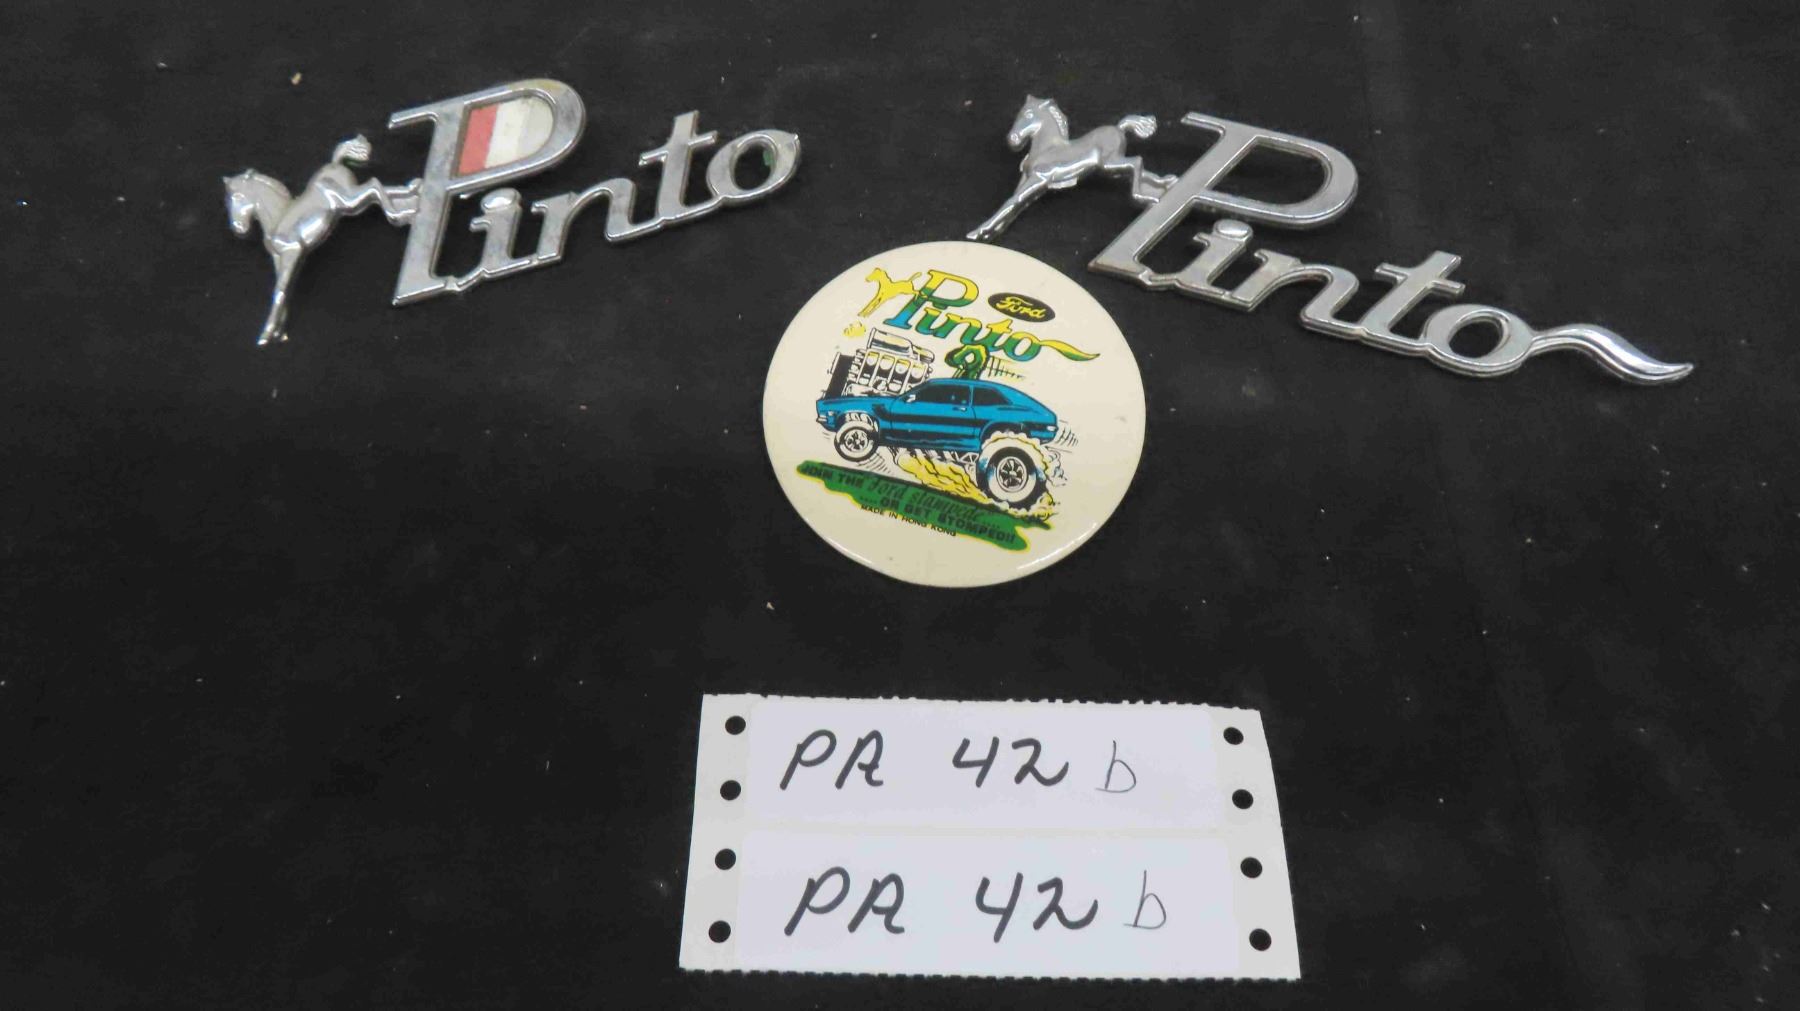 Pinto
Pinto
Pinto
Ford
JOIN THE Ford stampede....
....OR GET STOMPED!!
MADE IN HONG KONG
PA 42 b
PA 42 b